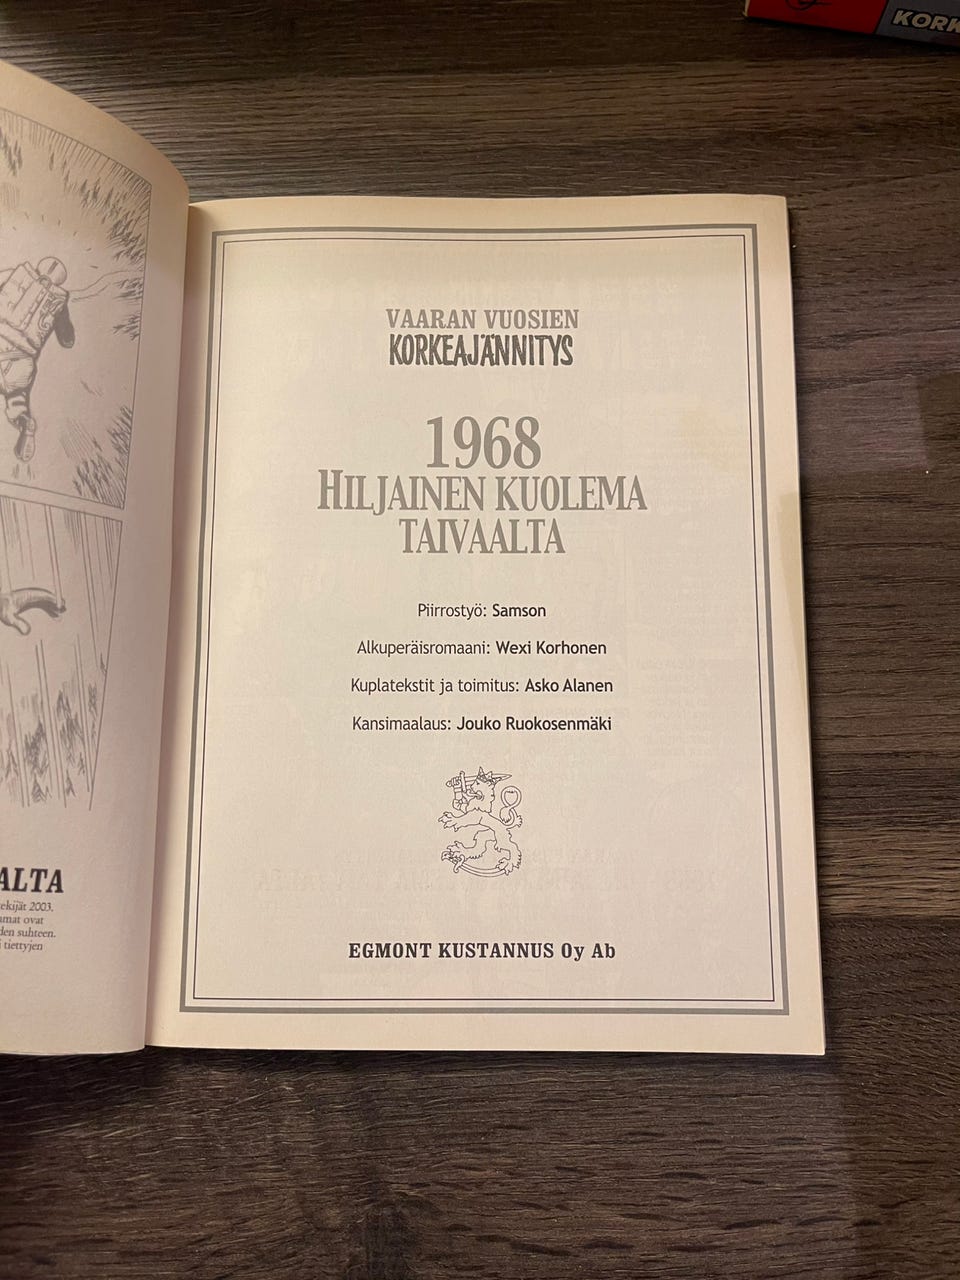 KORK
ALTA
ekijät 2003.
mat ovat
den suhteen.
i tiettyjen
VAARAN VUOSIEN
KORKEAJÄNNITYS
1968
HILJAINEN KUOLEMA
TAIVAALTA
Piirrostyö: Samson
Alkuperäisromaani: Wexi Korhonen
Kuplatekstit ja toimitus: Asko Alanen
Kansimaalaus: Jouko Ruokosenmäki
EGMONT KUSTANNUS Oy Ab